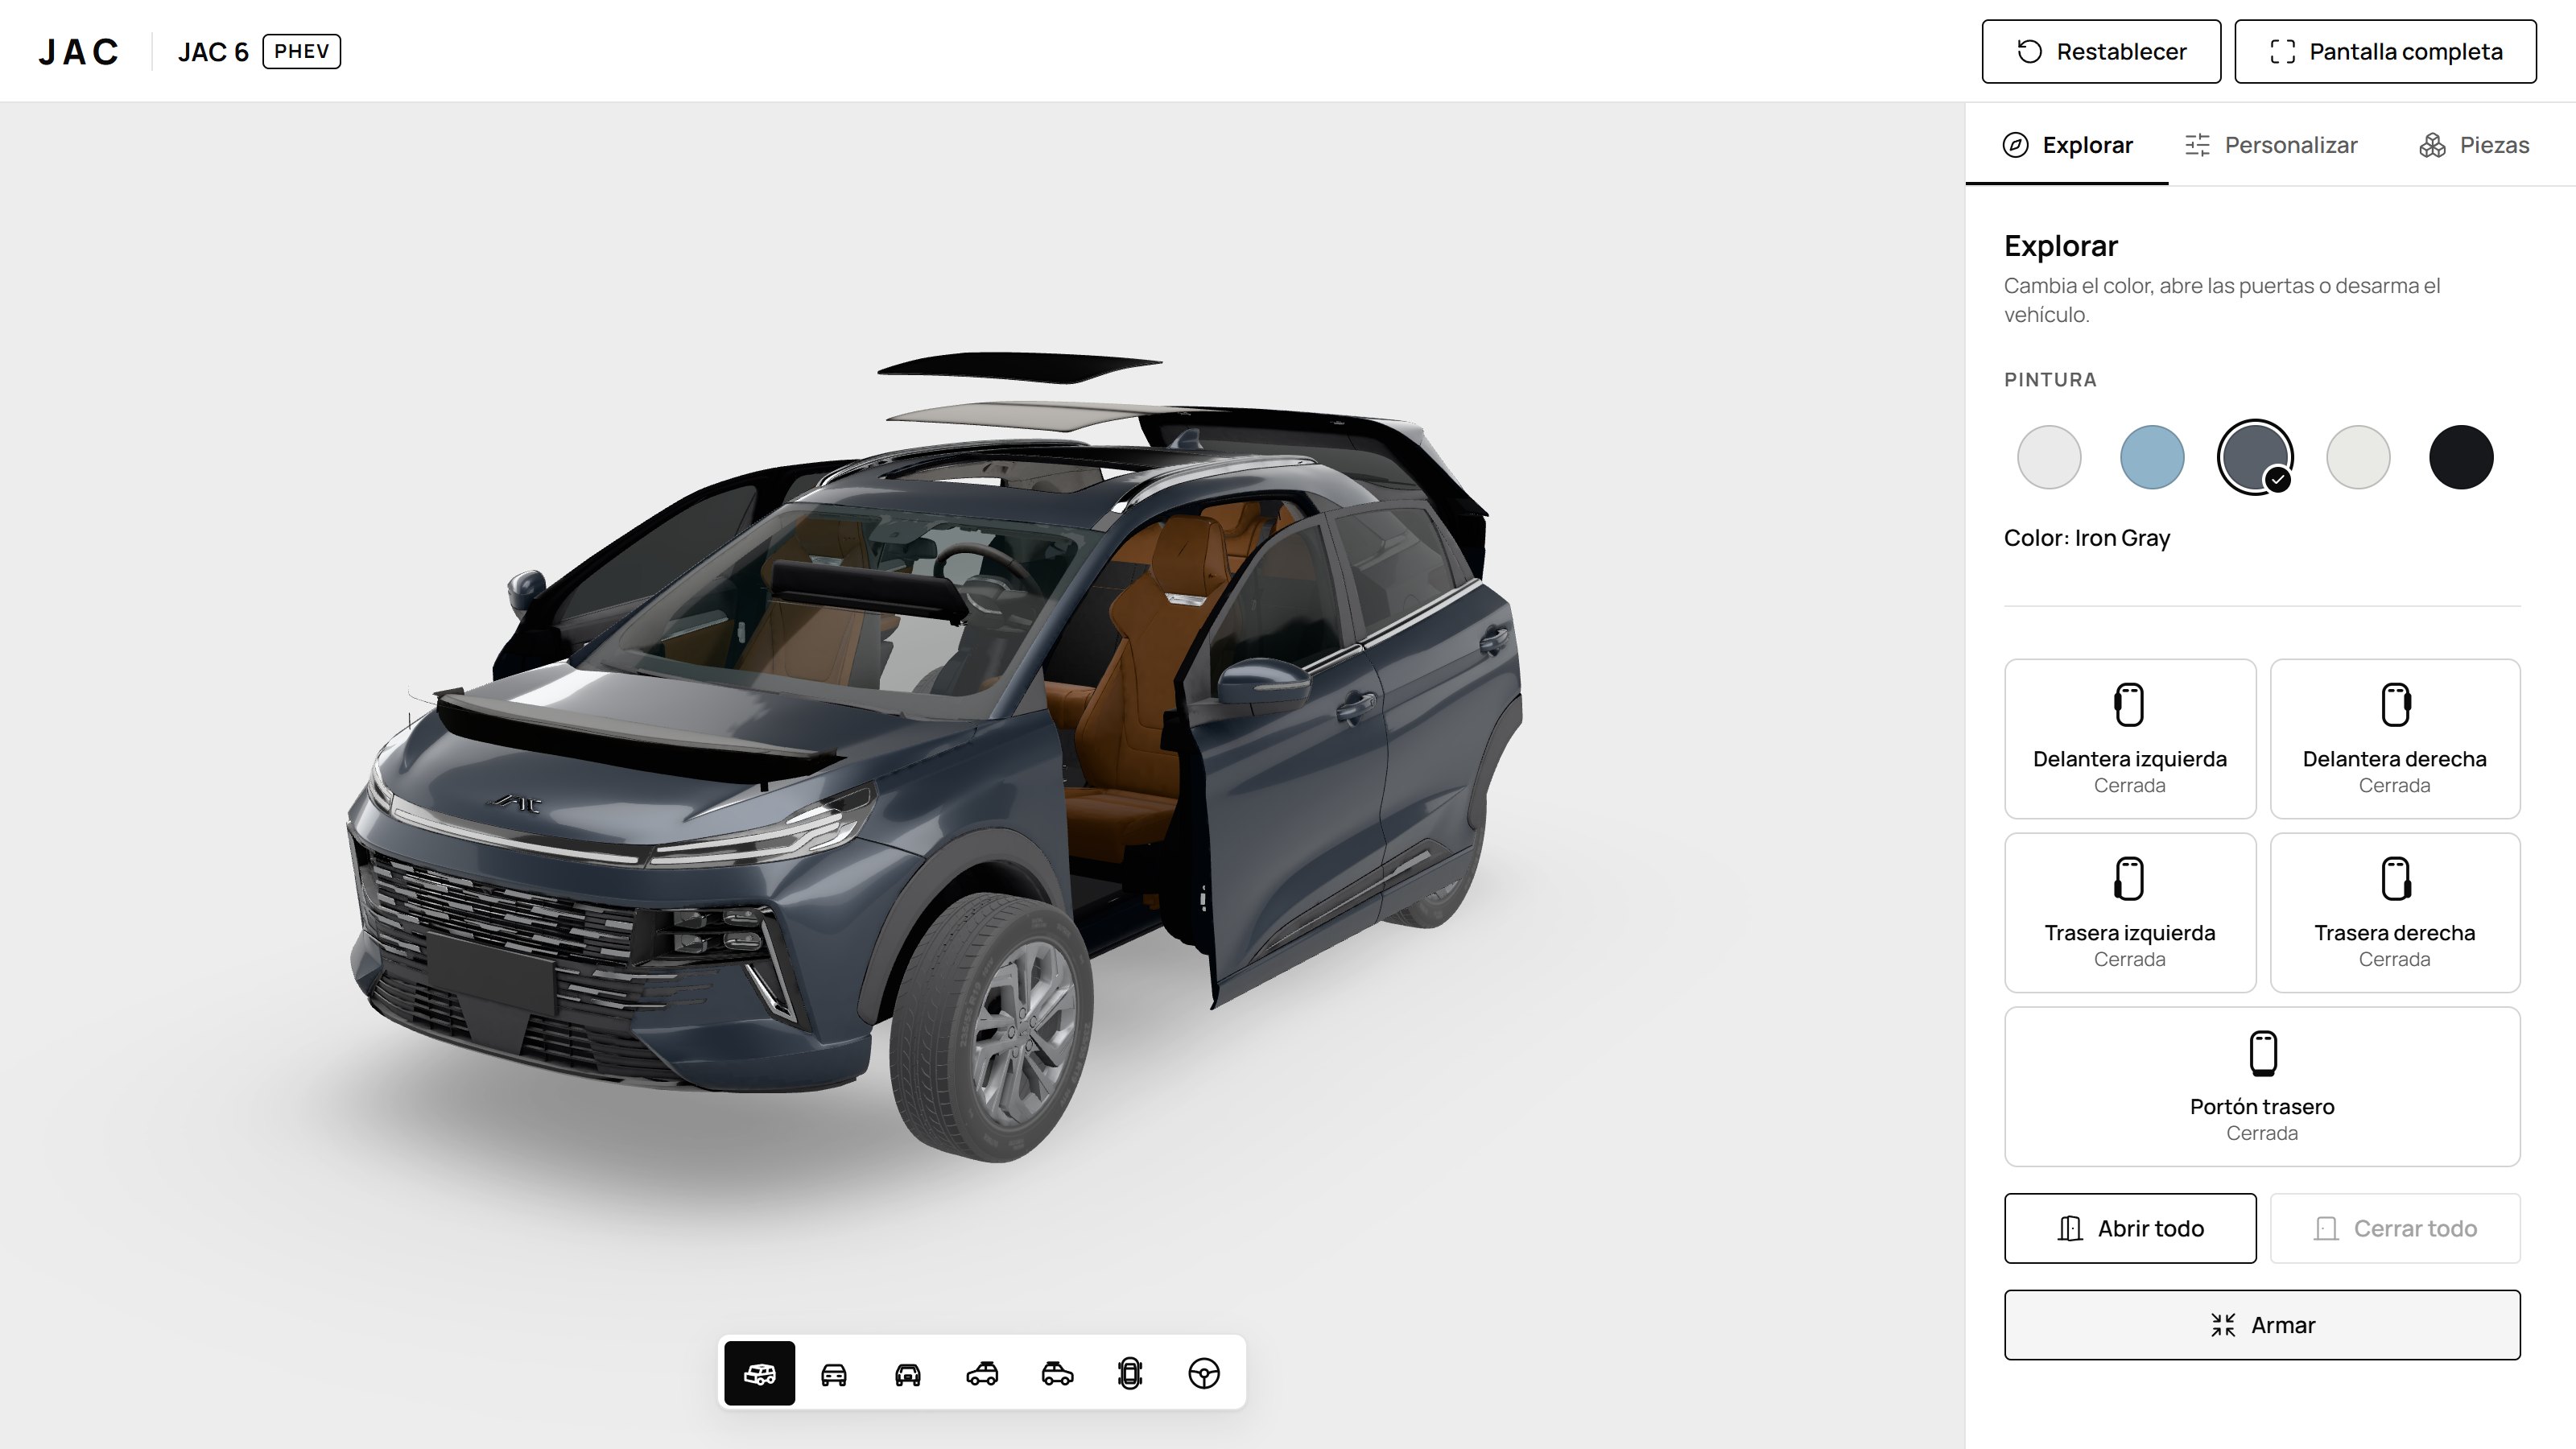 JAC
JAC 6 PHEV
Restablecer
Pantalla completa
Explorar
Personalizar
Piezas
Explorar
Cambia el color, abre las puertas o desarma el
vehículo.
PINTURA
Color: Iron Gray
Delantera izquierda
Cerrada
Delantera derecha
Cerrada
Trasera izquierda
Cerrada
Trasera derecha
Cerrada
Portón trasero
Cerrada
Abrir todo
Cerrar todo
Armar
JAC